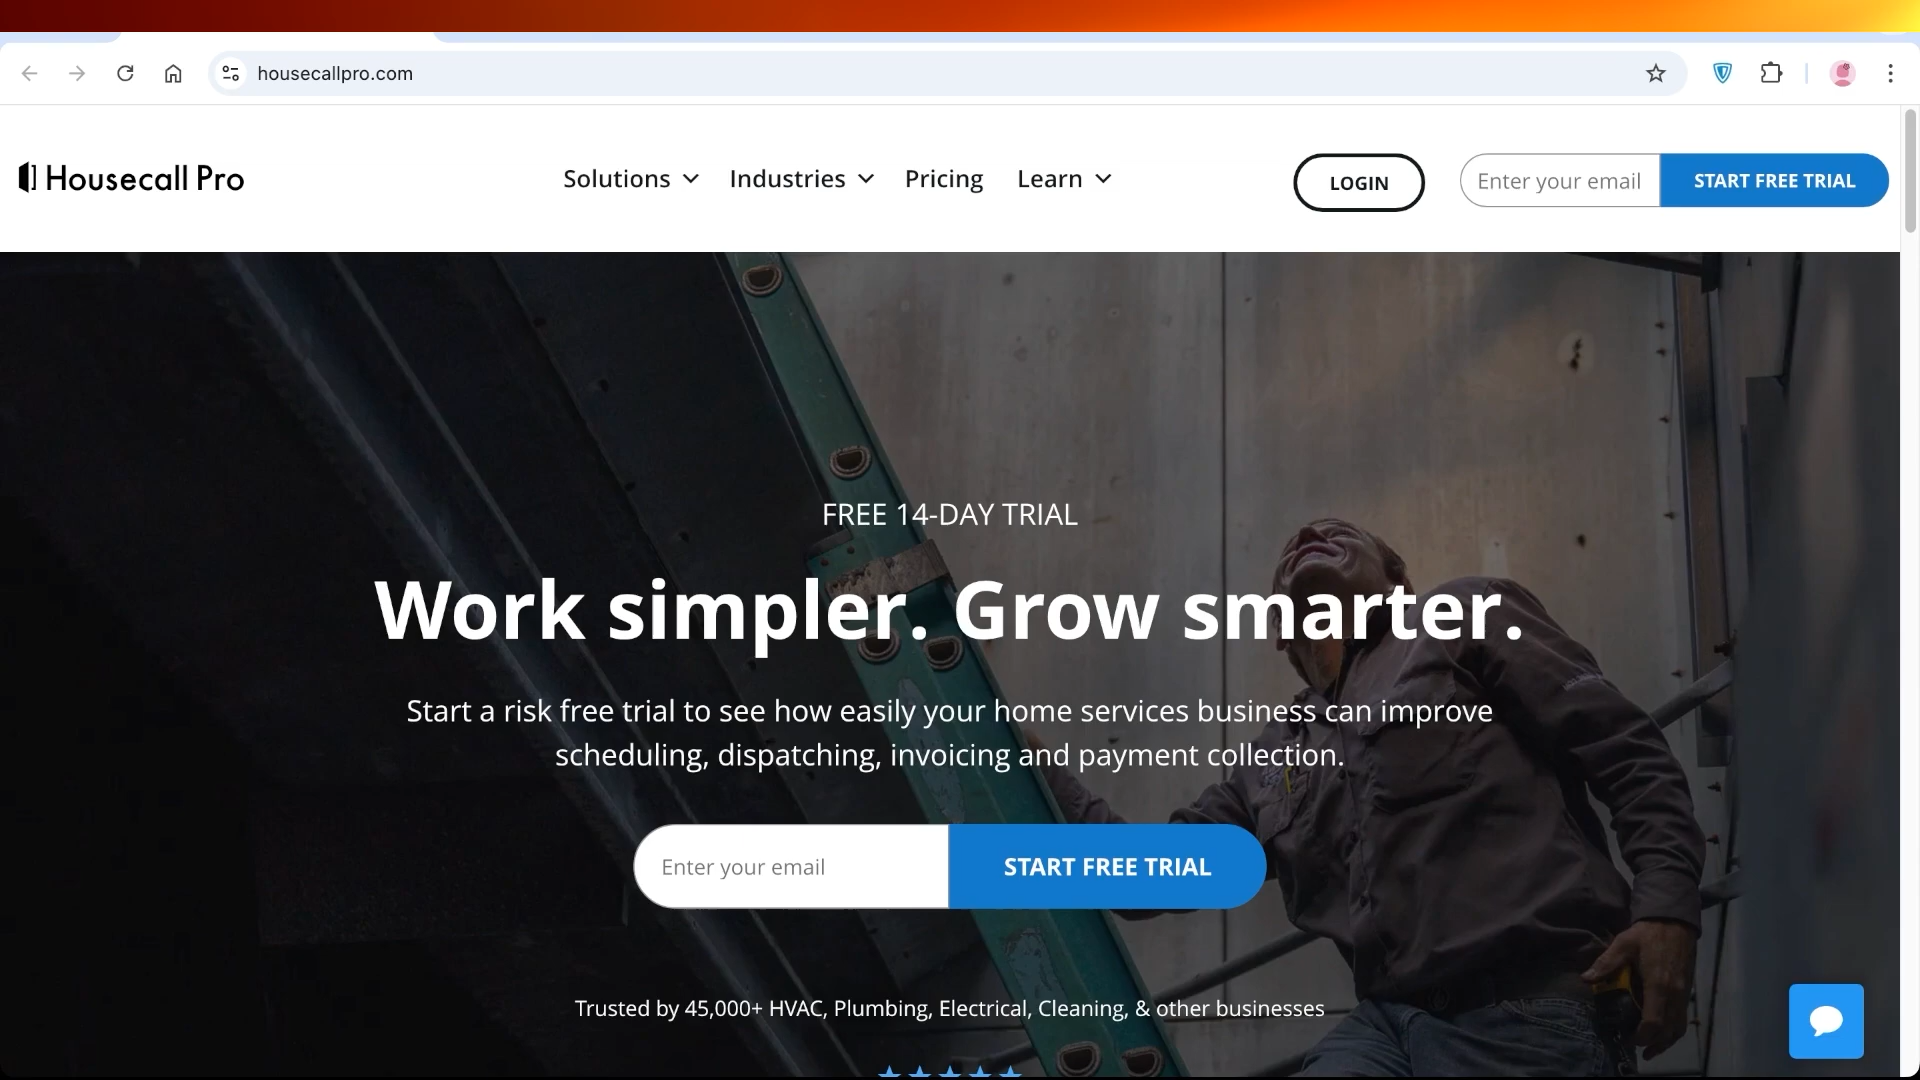 housecallpro.com
Housecall Pro
Solutions
Industries
Pricing
Learn
LOGIN
Enter your email
START FREE TRIAL
FREE 14-DAY TRIAL
Work simpler. Grow smarter.
Start a risk free trial to see how easily your home services business can improve
scheduling, dispatching, invoicing and payment collection.
Enter your email
START FREE TRIAL
Trusted by 45,000+ HVAC, Plumbing, Electrical, Cleaning, & other businesses